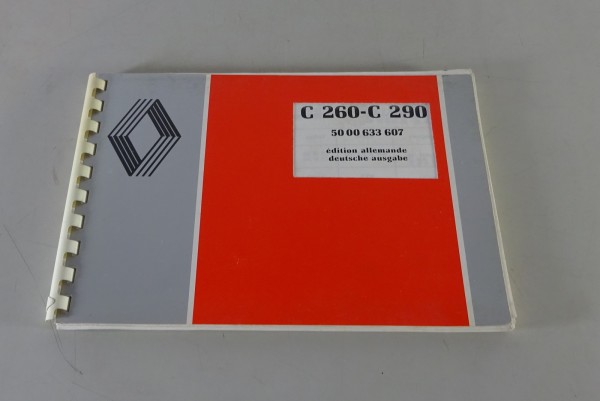 C 260-C 290
50 00 633 607
édition allemande
deutsche ausgabe